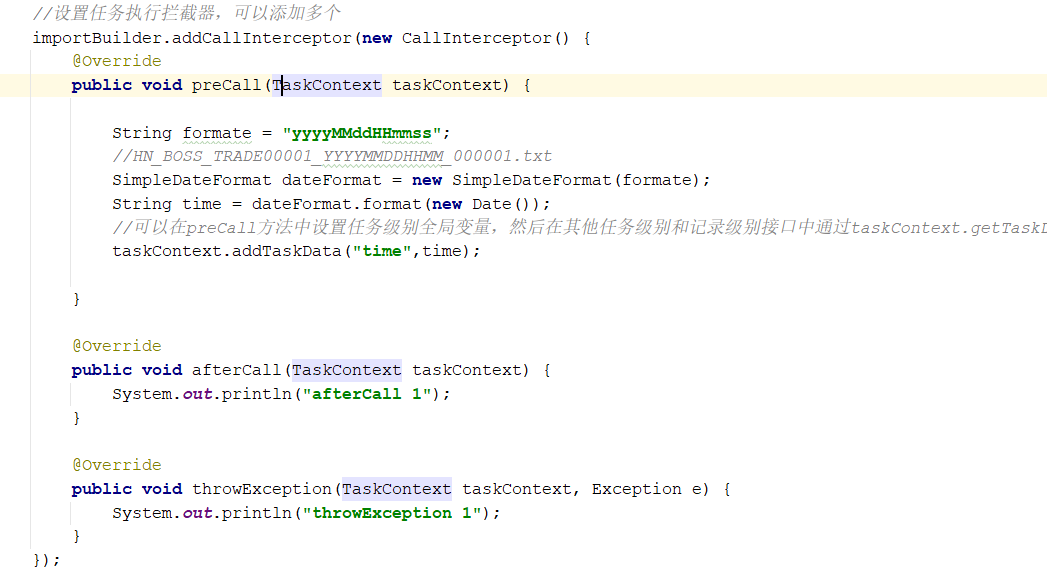 //设置任务执行拦截器，可以添加多个
importBuilder.addCallInterceptor(new CallInterceptor() {
@Override
public void preCall(TaskContext taskContext) {
String formate = "yyyyMMddHHmmss";
//HN_BOSS_TRADE00001_YYYYMMDDHHMM_000001.txt
SimpleDateFormat dateFormat = new SimpleDateFormat(formate);
String time = dateFormat.format(new Date());
//可以在preCall方法中设置任务级别全局变量，然后在其他任务级别和记录级别接口中通过taskContext.getTask
taskContext.addTaskData("time",time);
}
@Override
public void afterCall(TaskContext taskContext) {
System.out.println("afterCall 1");
}
@Override
public void throwException(TaskContext taskContext, Exception e) {
System.out.println("throwException 1");
}
});